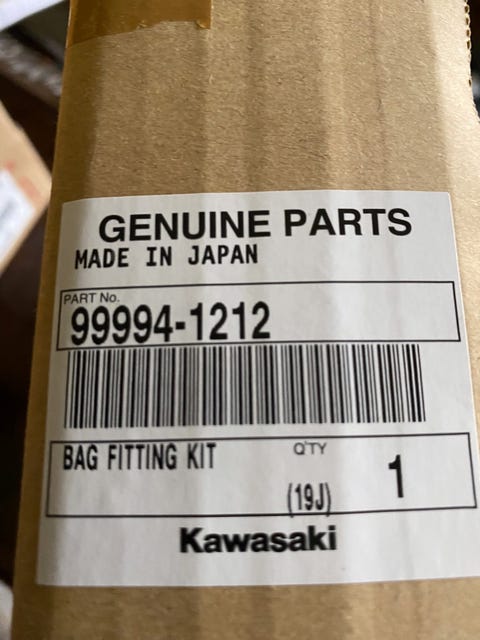 GENUINE PARTS
MADE IN JAPAN
PART No.
99994-1212
BAG FITTING KIT
Q'TY
1
(19J)
Kawasaki